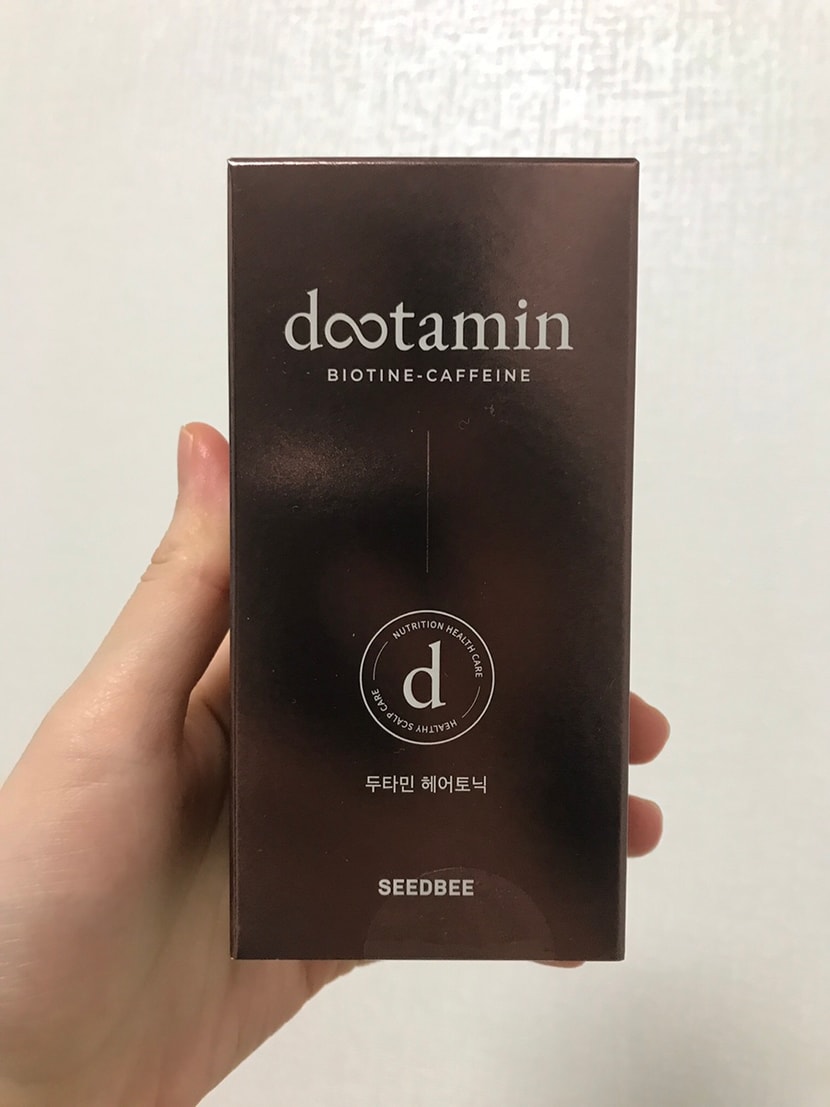 dootamin
BIOTINE-CAFFEINE
NUTRITION HEALTH CARE
d
HEALTHY SCALP CARE
두타민 헤어토닉
SEEDBEE